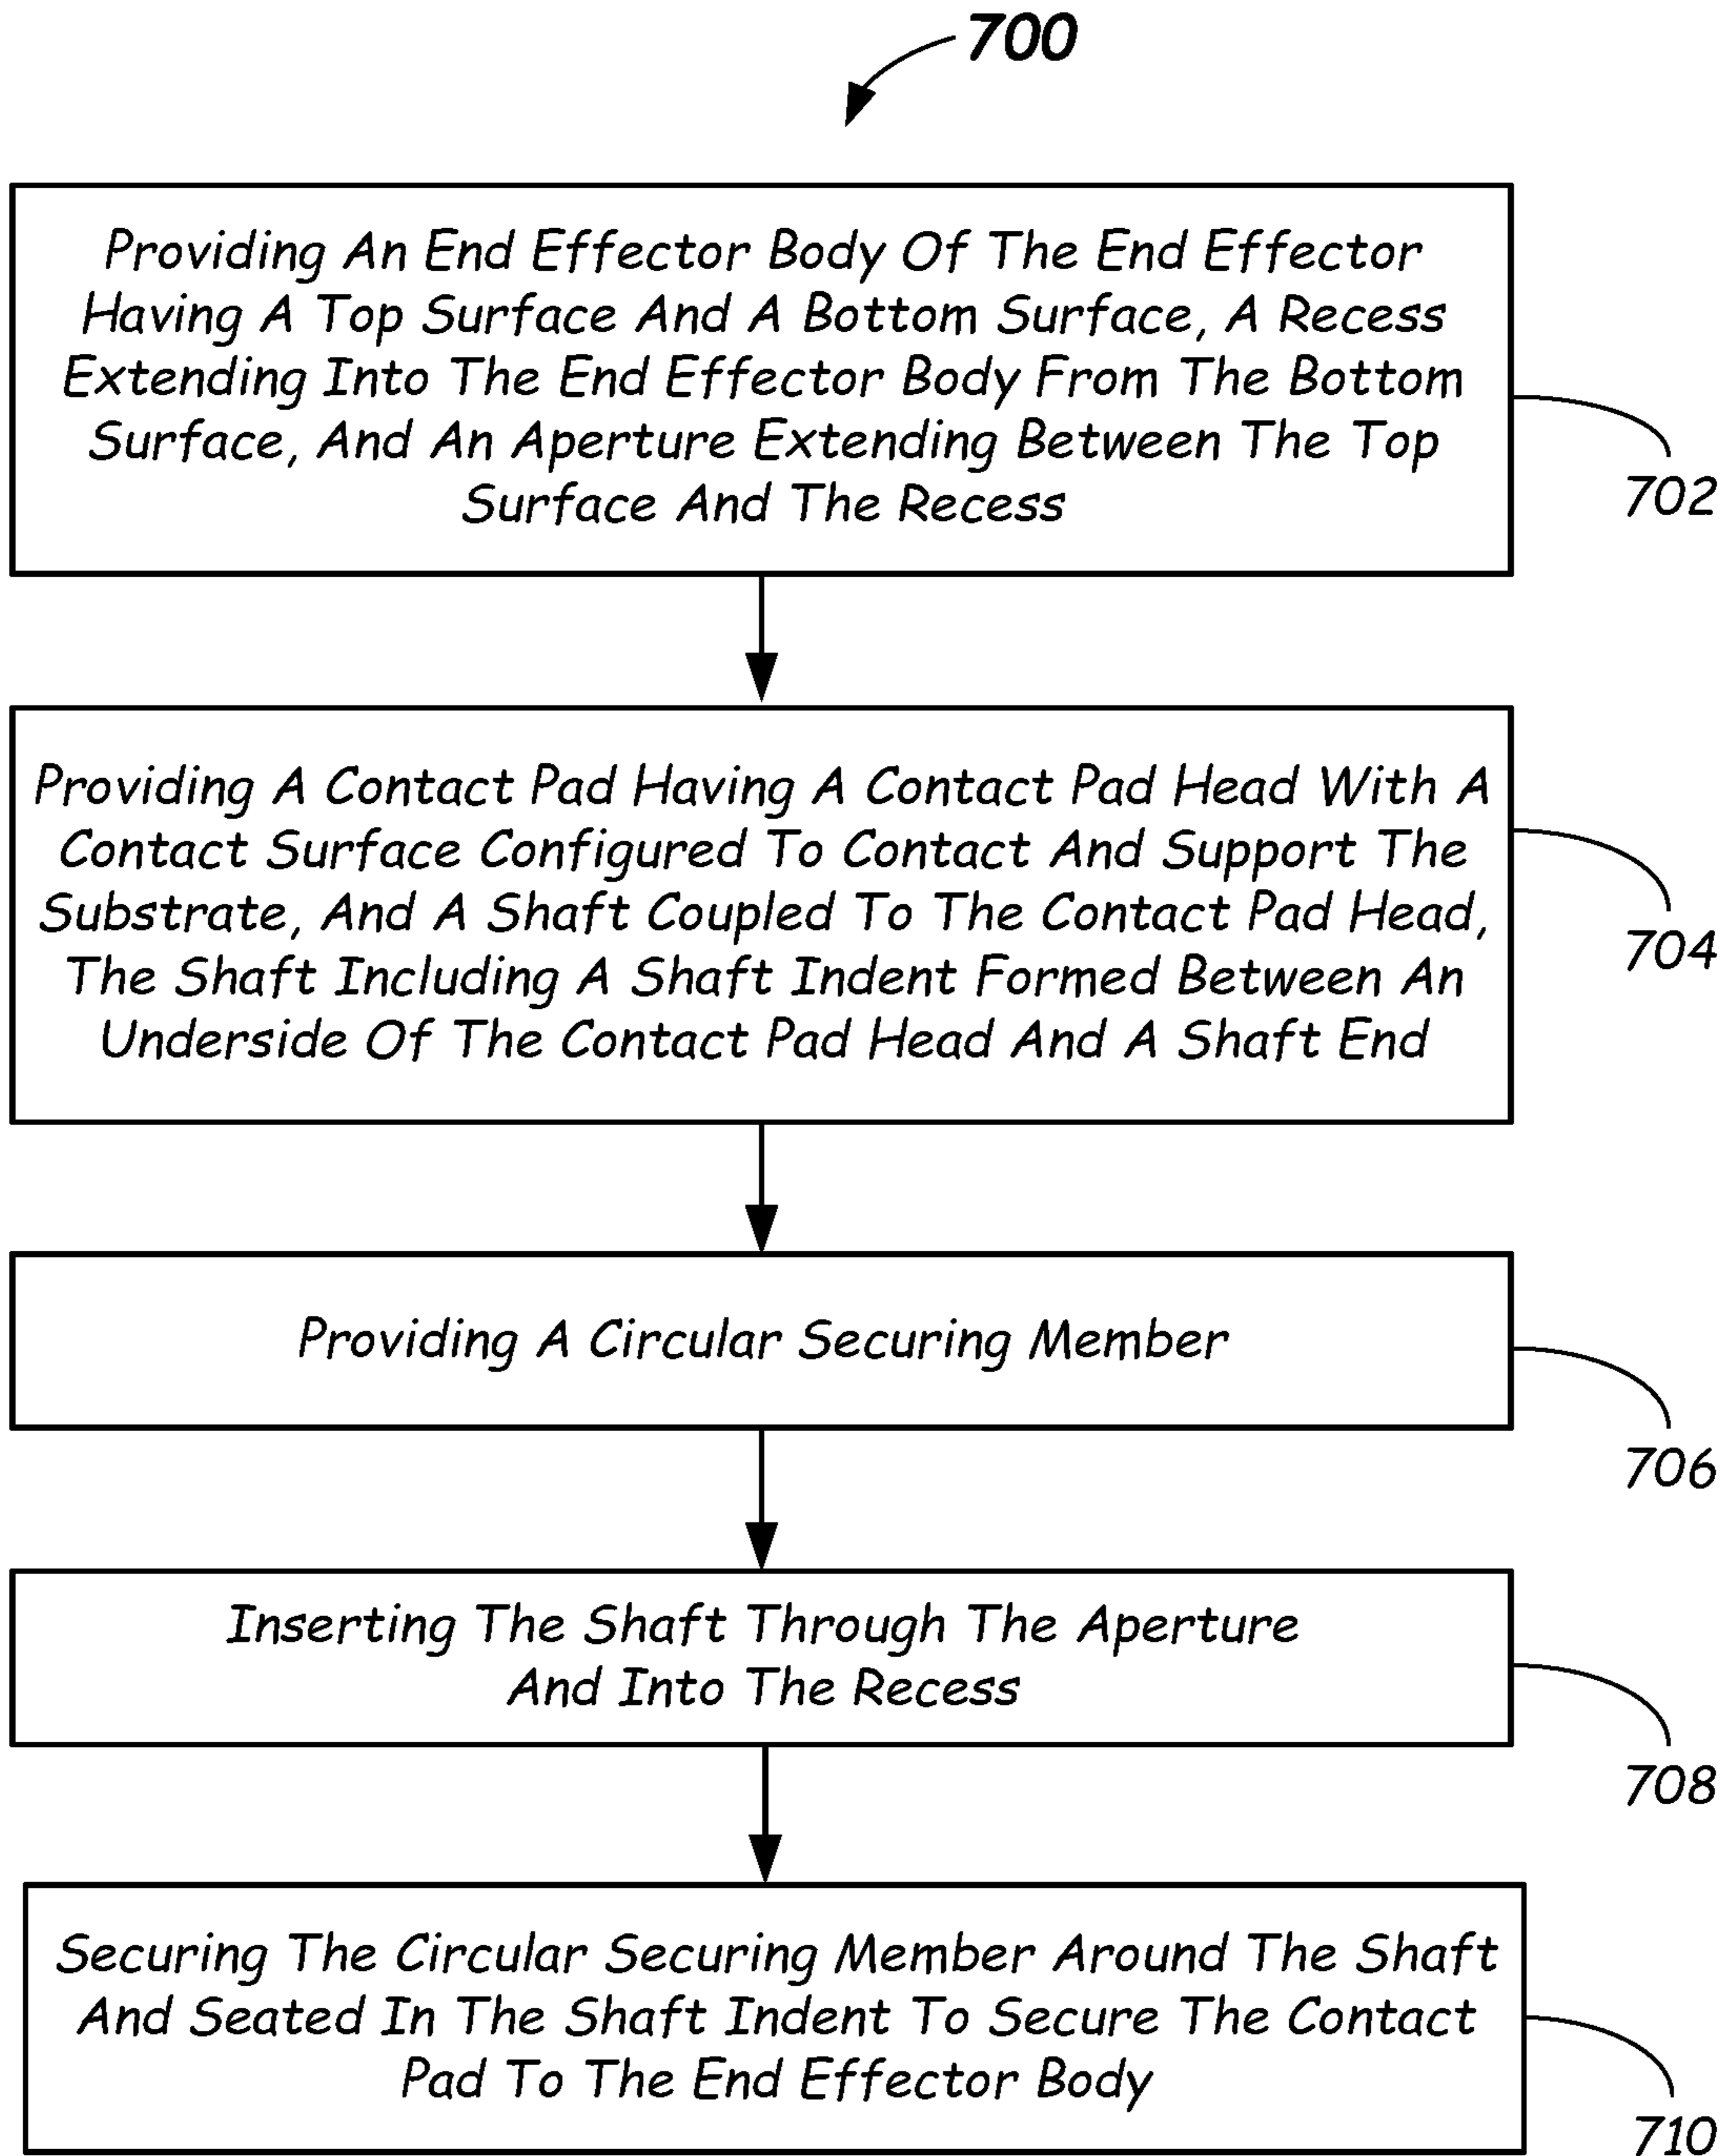 700
Providing An End Effector Body Of The End Effector
Having A Top Surface And A Bottom Surface, A Recess
Extending Into The End Effector Body From The Bottom
Surface, And An Aperture Extending Between The Top
Surface And The Recess
702
Providing A Contact Pad Having A Contact Pad Head With A
Contact Surface Configured To Contact And Support The
Substrate, And A Shaft Coupled To The Contact Pad Head,
The Shaft Including A Shaft Indent Formed Between An
Underside Of The Contact Pad Head And A Shaft End
704
Providing A Circular Securing Member
706
Inserting The Shaft Through The Aperture
And Into The Recess
708
Securing The Circular Securing Member Around The Shaft
And Seated In The Shaft Indent To Secure The Contact
Pad To The End Effector Body
710